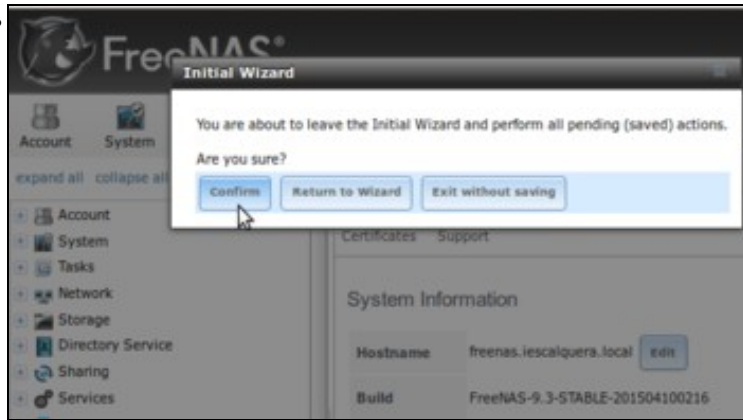 FreeNAS®
Initial Wizard
You are about to leave the Initial Wizard and perform all pending (saved) actions.
Are you sure?
Confirm Return to Wizard Exit without saving
Account System
expand all collapse all
Account
System
Tasks
Network
Storage
Directory Service
Sharing
Services
Certificates Support
System Information
Hostname freenas.iescalquera.local Edit
Build FreeNAS-9.3-STABLE-201504100216